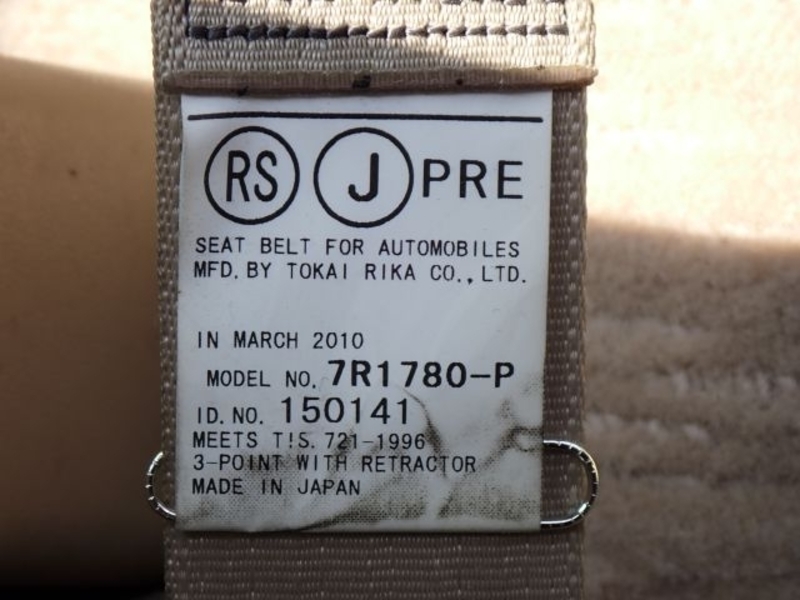 RS J PRE
SEAT BELT FOR AUTOMOBILES
MFD. BY TOKAI RIKA CO., LTD.
IN MARCH 2010
MODEL NO. 7R1780-P
ID. NO. 150141
MEETS T!S. 721-1996
3-POINT WITH RETRACTOR
MADE IN JAPAN